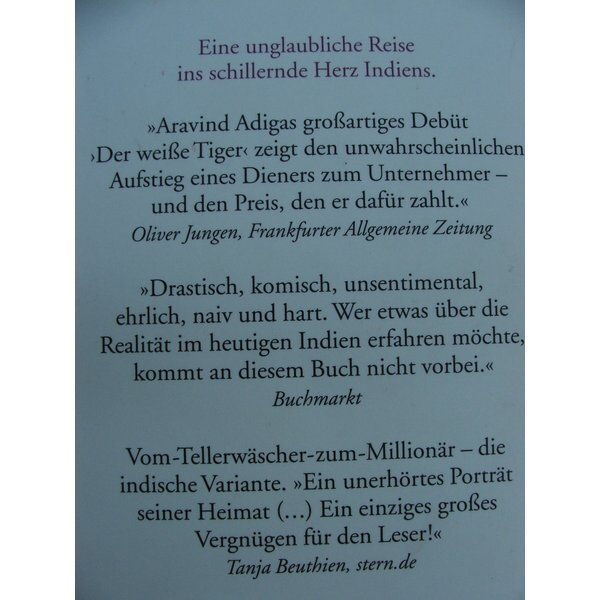 Eine unglaubliche Reise
ins schillernde Herz Indiens.
»Aravind Adigas großartiges Debüt
›Der weiße Tiger‹ zeigt den unwahrscheinlichen
Aufstieg eines Dieners zum Unternehmer –
und den Preis, den er dafür zahlt.«
Oliver Jungen, Frankfurter Allgemeine Zeitung
»Drastisch, komisch, unsentimental,
ehrlich, naiv und hart. Wer etwas über die
Realität im heutigen Indien erfahren möchte,
kommt an diesem Buch nicht vorbei.«
Buchmarkt
Vom-Tellerwäscher-zum-Millionär – die
indische Variante. »Ein unerhörtes Porträt
seiner Heimat (...) Ein einziges großes
Vergnügen für den Leser!«
Tanja Beuthien, stern.de